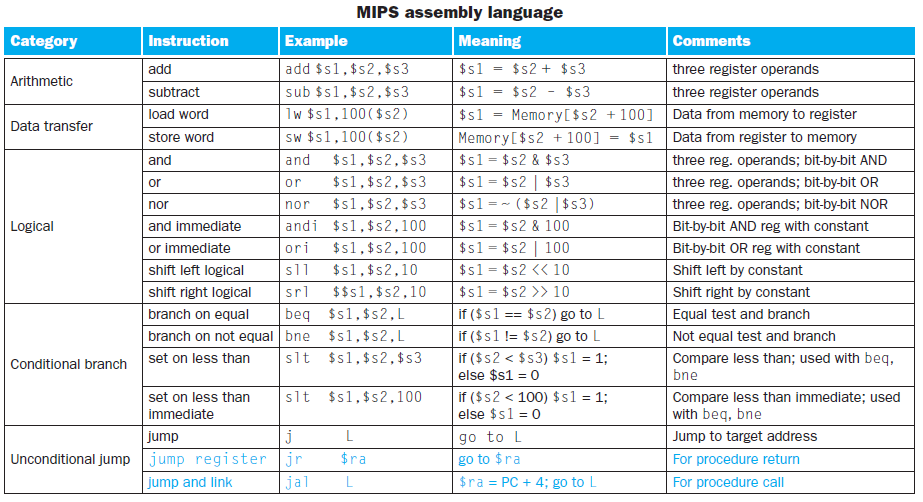 MIPS assembly language
Category Instruction Example Meaning Comments
Arithmetic
add add $s1,$s2,$s3 $s1 = $s2 + $s3 three register operands
subtract sub $s1,$s2,$s3 $s1 = $s2 - $s3 three register operands
Data transfer
load word lw $s1,100($s2) $s1 = Memory[$s2 + 100] Data from memory to register
store word sw $s1,100($s2) Memory[$s2 + 100] = $s1 Data from register to memory
Logical
and and $s1,$s2,$s3 $s1 = $s2 & $s3 three reg. operands; bit-by-bit AND
or or $s1,$s2,$s3 $s1 = $s2 | $s3 three reg. operands; bit-by-bit OR
nor nor $s1,$s2,$s3 $s1 = ~ ($s2 |$s3) three reg. operands; bit-by-bit NOR
and immediate andi $s1,$s2,100 $s1 = $s2 & 100 Bit-by-bit AND reg with constant
or immediate ori $s1,$s2,100 $s1 = $s2 | 100 Bit-by-bit OR reg with constant
shift left logical sll $s1,$s2,10 $s1 = $s2 << 10 Shift left by constant
shift right logical srl $$s1,$s2,10 $s1 = $s2 >> 10 Shift right by constant
Conditional branch
branch on equal beq $s1,$s2,L if ($s1 == $s2) go to L Equal test and branch
branch on not equal bne $s1,$s2,L if ($s1 != $s2) go to L Not equal test and branch
set on less than slt $s1,$s2,$s3 if ($s2 < $s3) $s1 = 1; Compare less than; used with beq,
else $s1 = 0 bne
set on less than slt $s1,$s2,100 if ($s2 < 100) $s1 = 1; Compare less than immediate; used
immediate else $s1 = 0 with beq, bne
Unconditional jump
jump j L go to L Jump to target address
jump register jr $ra go to $ra For procedure return
jump and link jal L $ra = PC + 4; go to L For procedure call